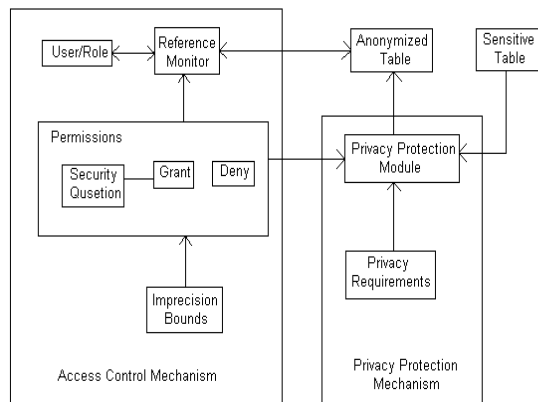 User/Role
Reference
Monitor
Anonymized
Table
Sensitive
Table
Permissions
Security
Qusetion
Grant
Deny
Privacy Protection
Module
Imprecision
Bounds
Privacy
Requirements
Access Control Mechanism
Privacy Protection
Mechanism